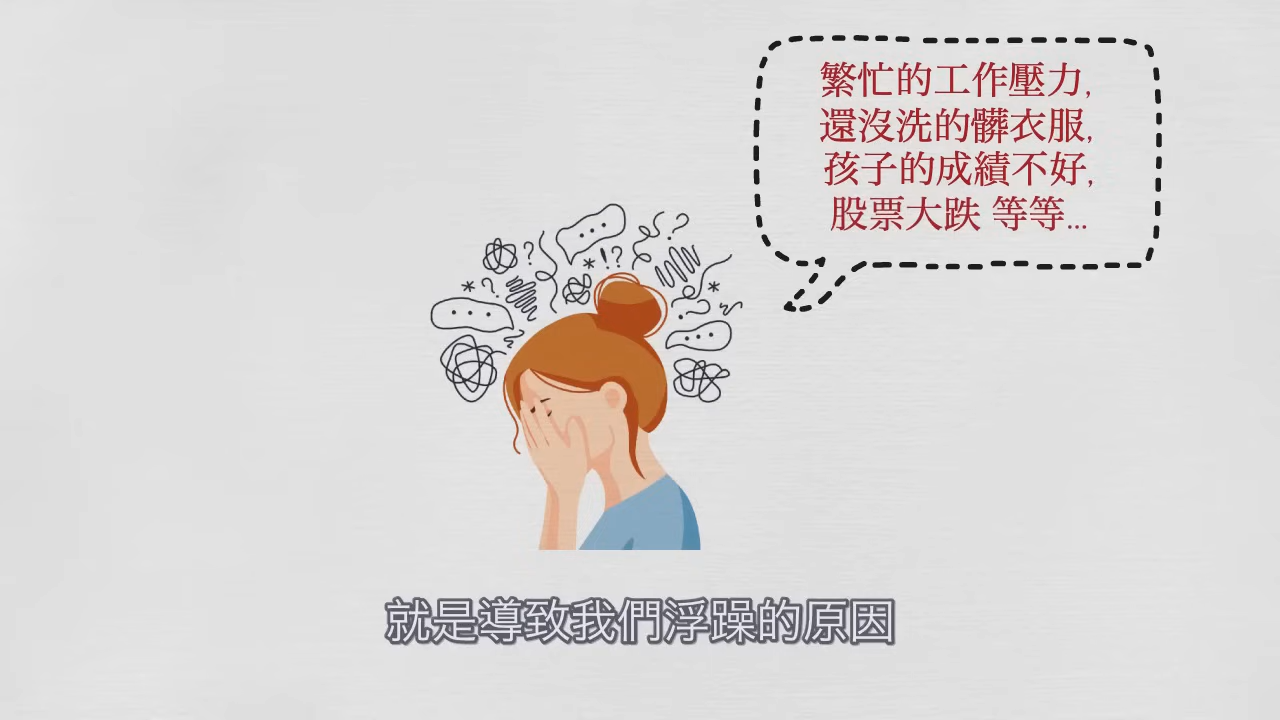 繁忙的工作壓力,
還沒洗的髒衣服,
孩子的成績不好,
股票大跌 等等...
就是導致我們浮躁的原因